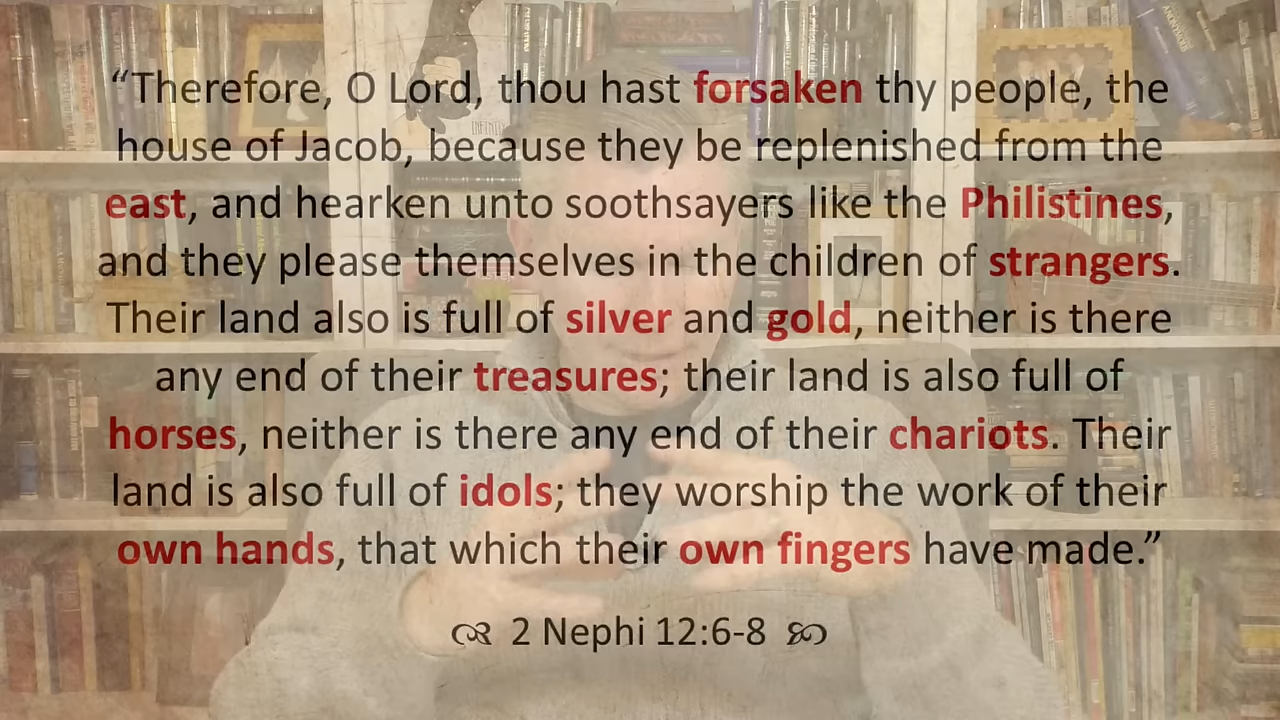 “Therefore, O Lord, thou hast forsaken thy people, the
house of Jacob, because they be replenished from the
east, and hearken unto soothsayers like the Philistines,
and they please themselves in the children of strangers.
Their land also is full of silver and gold, neither is there
any end of their treasures; their land is also full of
horses, neither is there any end of their chariots. Their
land is also full of idols; they worship the work of their
own hands, that which their own fingers have made.”
2 Nephi 12:6-8